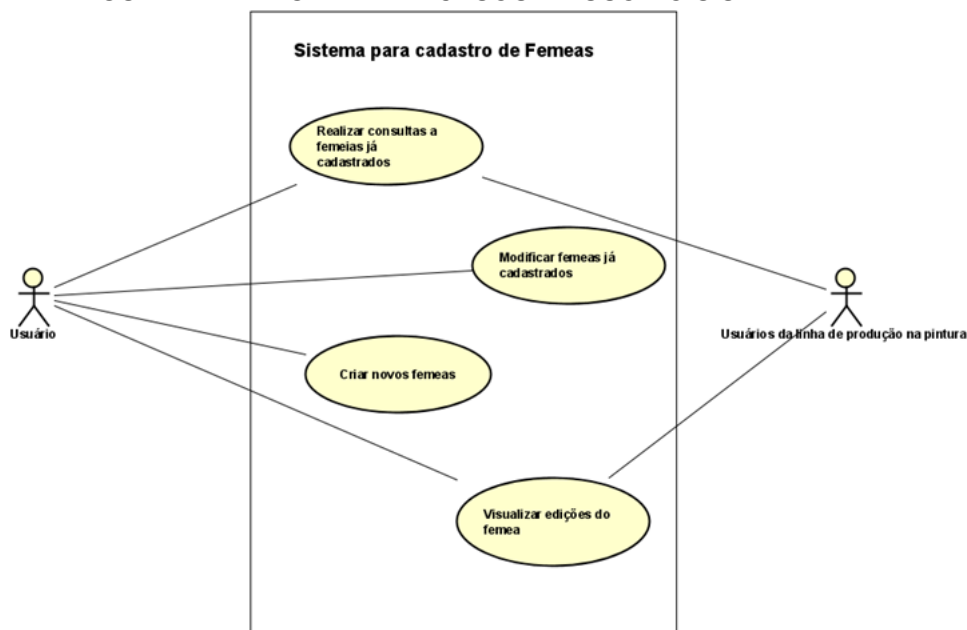 Sistema para cadastro de Femeas
Realizar consultas a
femeias já
cadastrados
Modificar femeas já
cadastrados
Usuário
Usuários da linha de produção na pintura
Criar novos femeas
Visualizar edições do
femea